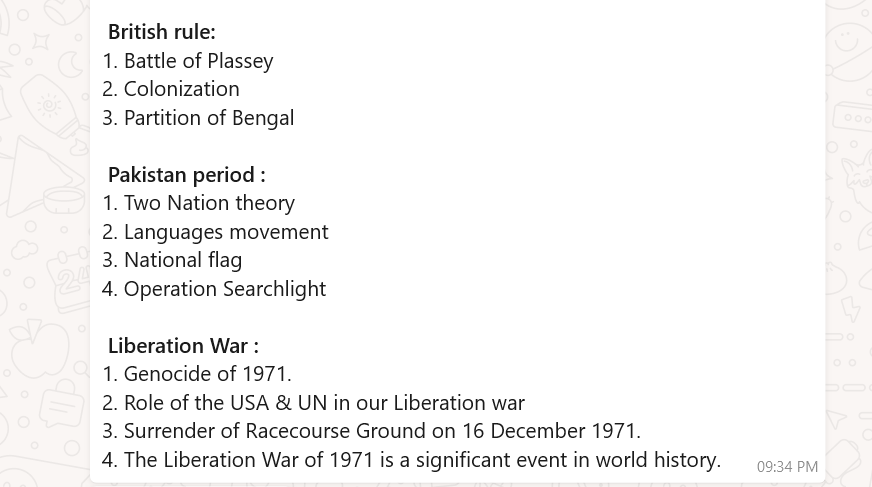 British rule:
1. Battle of Plassey
2. Colonization
3. Partition of Bengal
Pakistan period :
1. Two Nation theory
2. Languages movement
3. National flag
4. Operation Searchlight
Liberation War :
1. Genocide of 1971.
2. Role of the USA & UN in our Liberation war
3. Surrender of Racecourse Ground on 16 December 1971.
4. The Liberation War of 1971 is a significant event in world history.
09:34 PM